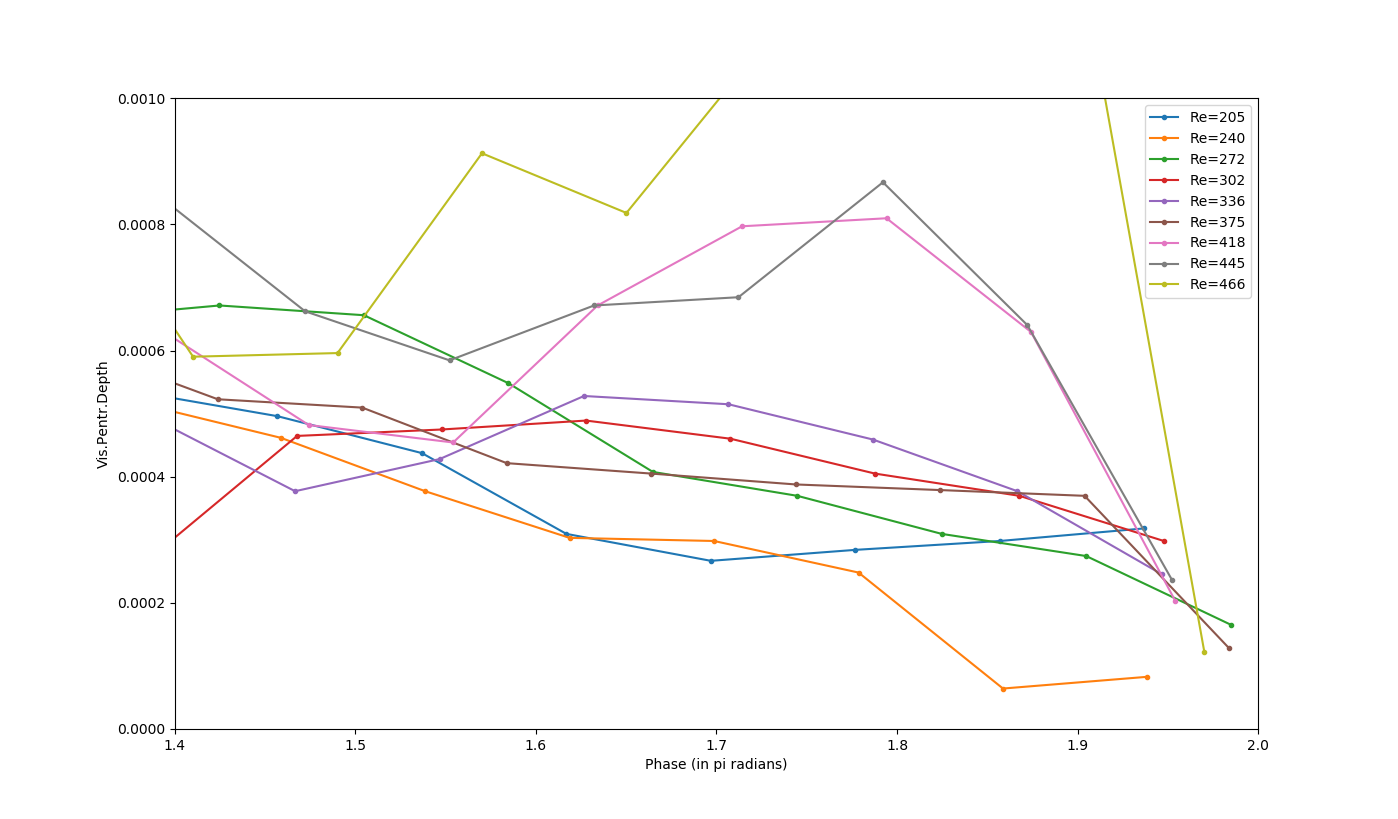 0.0010
0.0008
0.0006
0.0004
0.0002
0.0000
Vis.Pentr.Depth
1.4 1.5 1.6 1.7 1.8 1.9 2.0
Phase (in pi radians)
Re=205
Re=240
Re=272
Re=302
Re=336
Re=375
Re=418
Re=445
Re=466